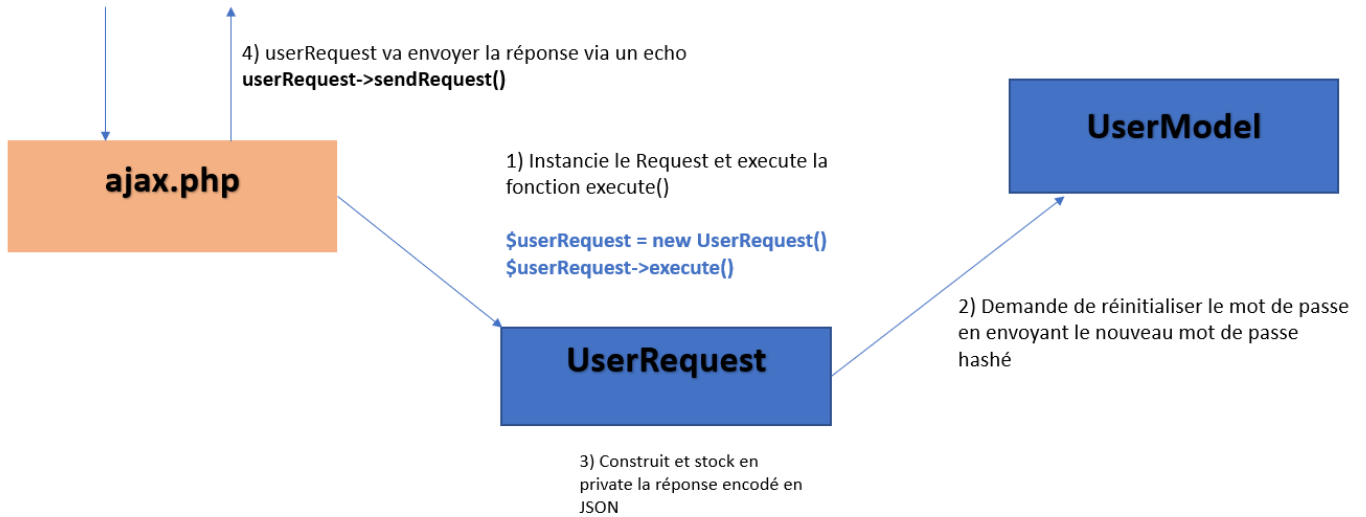 4) userRequest va envoyer la réponse via un echo
userRequest->sendRequest()
UserModel
ajax.php
1) Instancie le Request et execute la
fonction execute()
$userRequest = new UserRequest()
$userRequest->execute()
2) Demande de réinitialiser le mot de passe
en envoyant le nouveau mot de passe
hashé
UserRequest
3) Construit et stock en
private la réponse encodé en
JSON